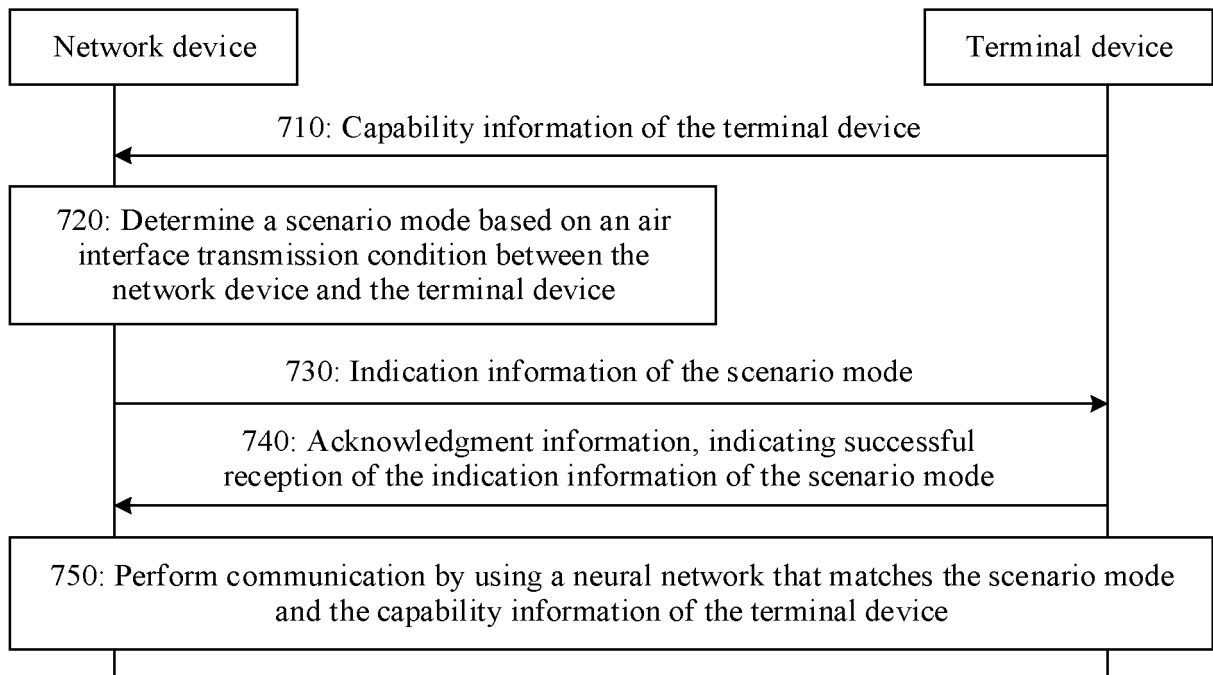 Network device
Terminal device
710: Capability information of the terminal device
720: Determine a scenario mode based on an air
interface transmission condition between the
network device and the terminal device
730: Indication information of the scenario mode
740: Acknowledgment information, indicating successful
reception of the indication information of the scenario mode
750: Perform communication by using a neural network that matches the scenario mode
and the capability information of the terminal device